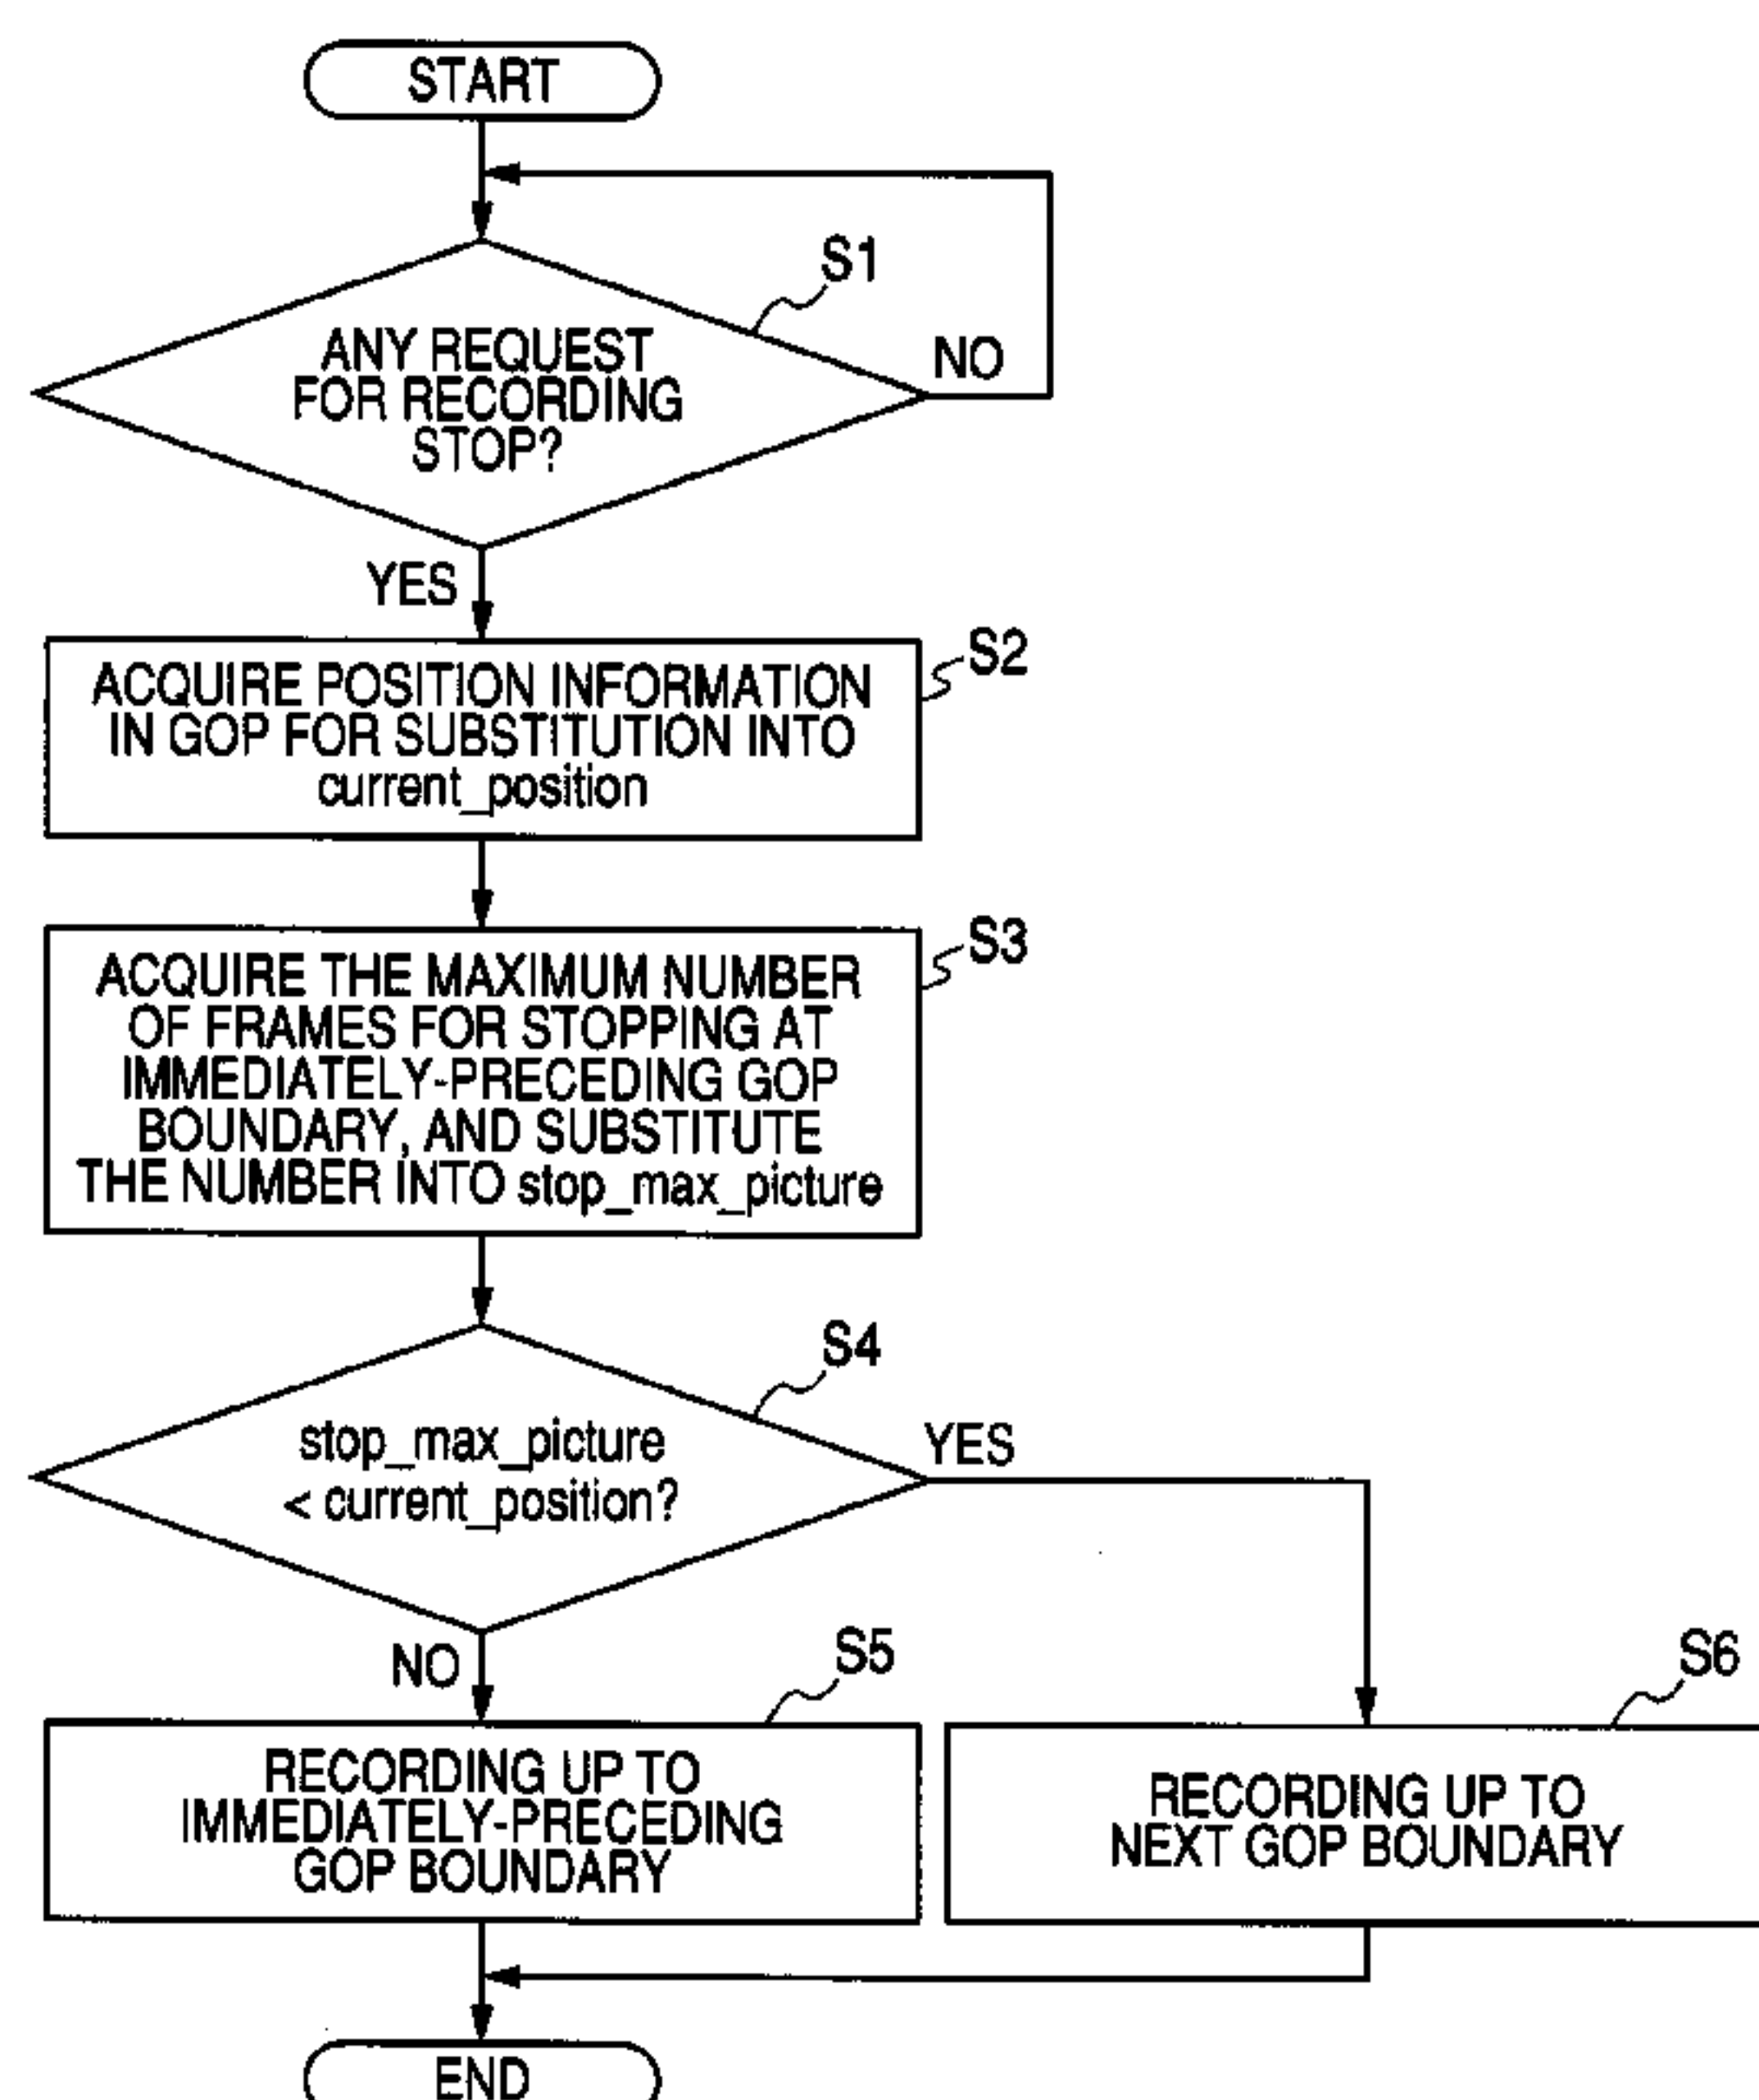 START
S1
ANY REQUEST
FOR RECORDING
STOP?
NO
YES
S2
ACQUIRE POSITION INFORMATION
IN GOP FOR SUBSTITUTION INTO
current_position
S3
ACQUIRE THE MAXIMUM NUMBER
OF FRAMES FOR STOPPING AT
IMMEDIATELY-PRECEDING GOP
BOUNDARY, AND SUBSTITUTE
THE NUMBER INTO stop_max_picture
S4
stop_max_picture
< current_position?
YES
NO
S5
RECORDING UP TO
IMMEDIATELY-PRECEDING
GOP BOUNDARY
S6
RECORDING UP TO
NEXT GOP BOUNDARY
END